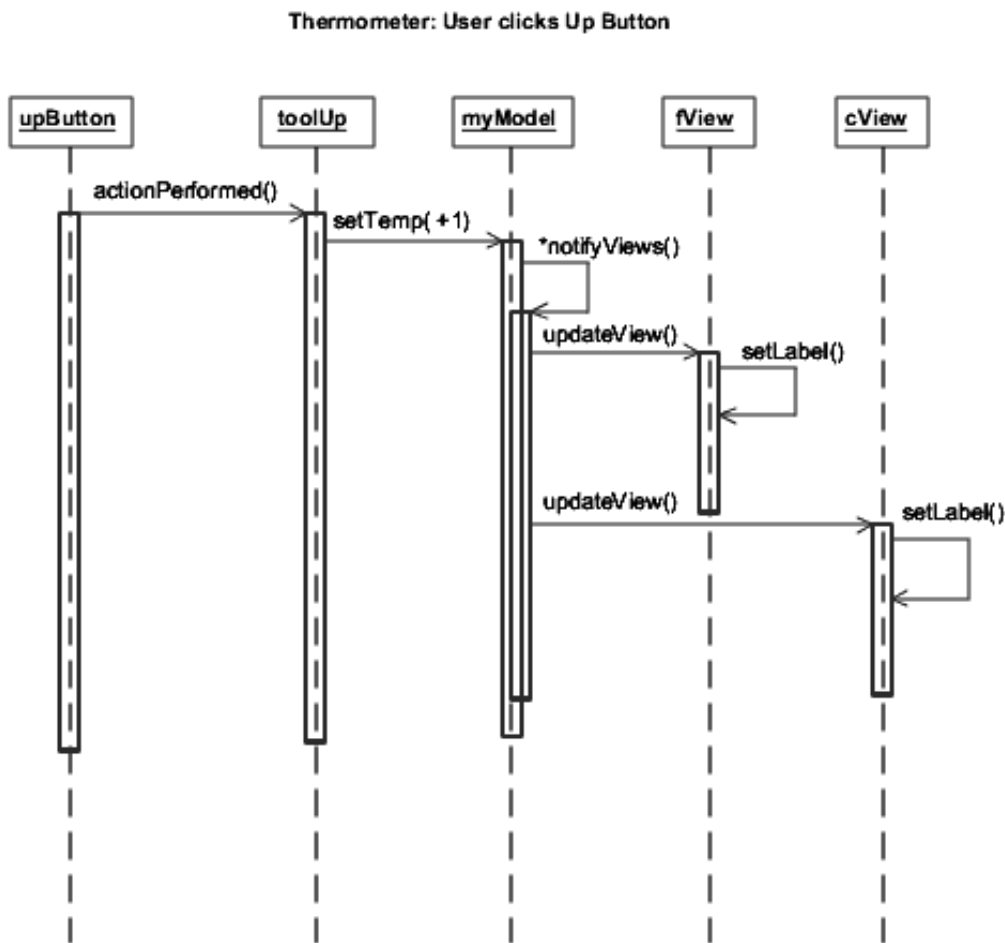 Thermometer: User clicks Up Button
upButton
toolUp
myModel
fView
cView
actionPerformed()
setTemp( +1)
*notifyViews()
updateView()
setLabel()
updateView()
setLabel()